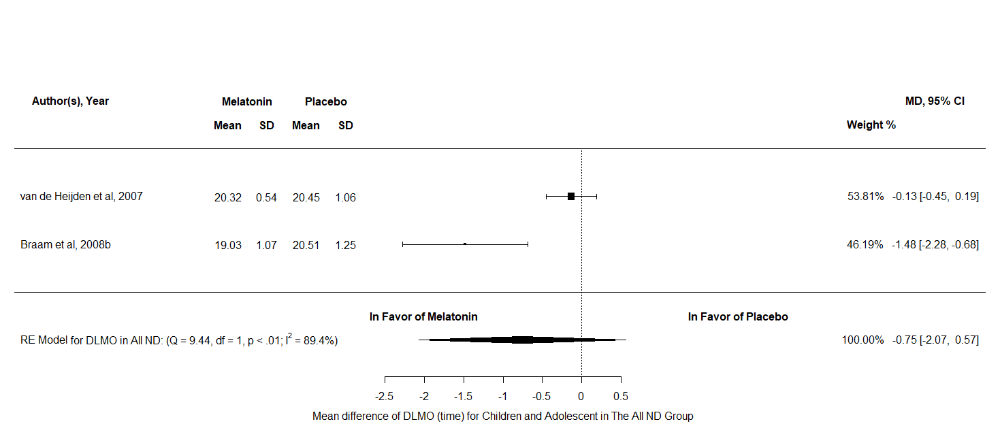 Author(s), Year Melatonin Placebo MD, 95% CI
Mean SD Mean SD Weight %
van de Heijden et al, 2007 20.32 0.54 20.45 1.06 53.81% -0.13 [-0.45, 0.19]
Braam et al, 2008b 19.03 1.07 20.51 1.25 46.19% -1.48 [-2.28, -0.68]
In Favor of Melatonin In Favor of Placebo
RE Model for DLMO in All ND: (Q = 9.44, df = 1, p < .01; I² = 89.4%) 100.00% -0.75 [-2.07, 0.57]
-2.5 -2 -1.5 -1 -0.5 0 0.5
Mean difference of DLMO (time) for Children and Adolescent in The All ND Group